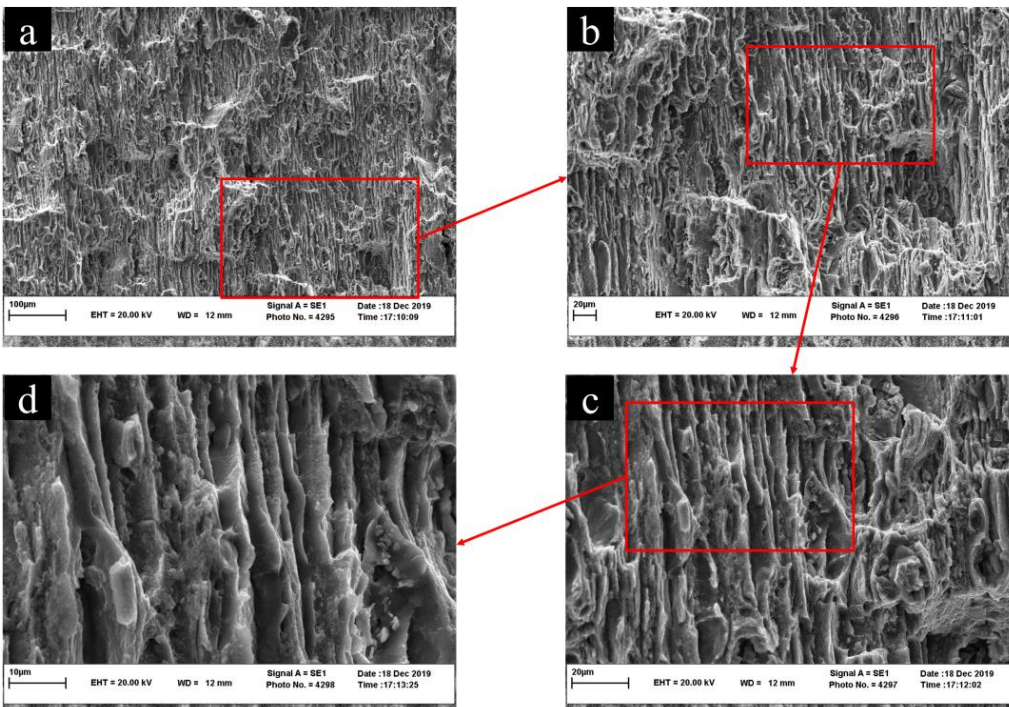 a
100µm
EHT = 20.00 kV
WD = 12 mm
Signal A = SE1
Photo No. = 4295
Date :18 Dec 2019
Time :17:10:09
b
20µm
EHT = 20.00 kV
WD = 12 mm
Signal A = SE1
Photo No. = 4296
Date :18 Dec 2019
Time :17:11:01
d
10µm
EHT = 20.00 kV
WD = 12 mm
Signal A = SE1
Photo No. = 4298
Date :18 Dec 2019
Time :17:13:25
c
20µm
EHT = 20.00 kV
WD = 12 mm
Signal A = SE1
Photo No. = 4297
Date :18 Dec 2019
Time :17:12:02